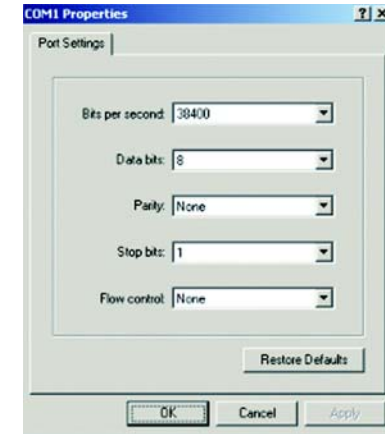 COM1 Properties ? X
Port Settings
Bits per second: 38400
Data bits: 8
Parity: None
Stop bits: 1
Flow control: None
Restore Defaults
OK Cancel Apply